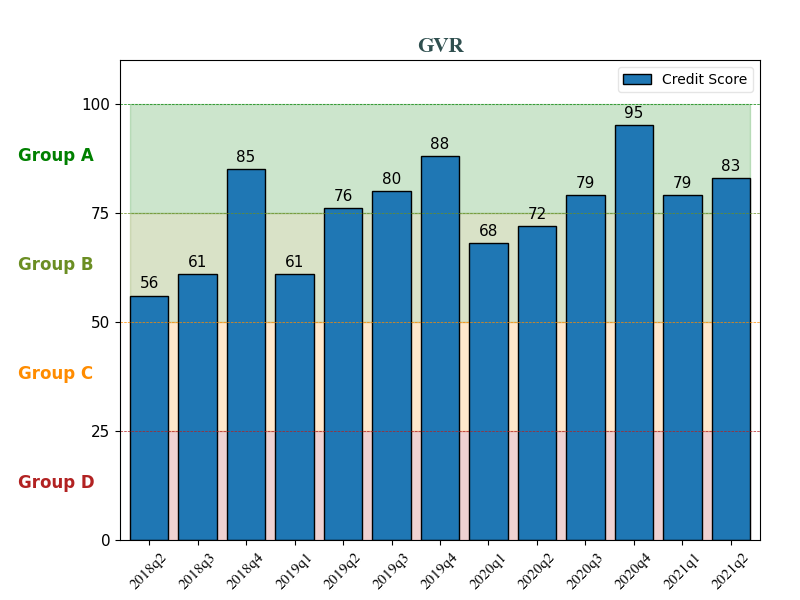 GVR
Credit Score
100
75
50
25
0
Group A
Group B
Group C
Group D
56
61
85
61
76
80
88
68
72
79
95
79
83
2018q2
2018q3
2018q4
2019q1
2019q2
2019q3
2019q4
2020q1
2020q2
2020q3
2020q4
2021q1
2021q2